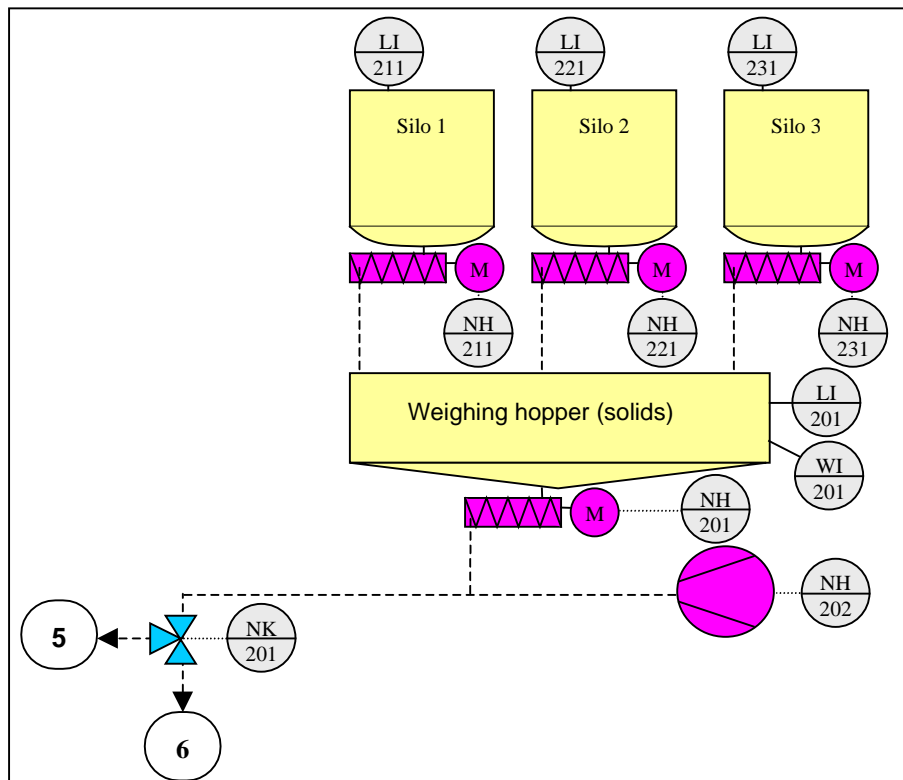 LI
211
LI
221
LI
231
Silo 1
Silo 2
Silo 3
M
M
M
NH
211
NH
221
NH
231
Weighing hopper (solids)
LI
201
WI
201
M
NH
201
NH
202
5
NK
201
6